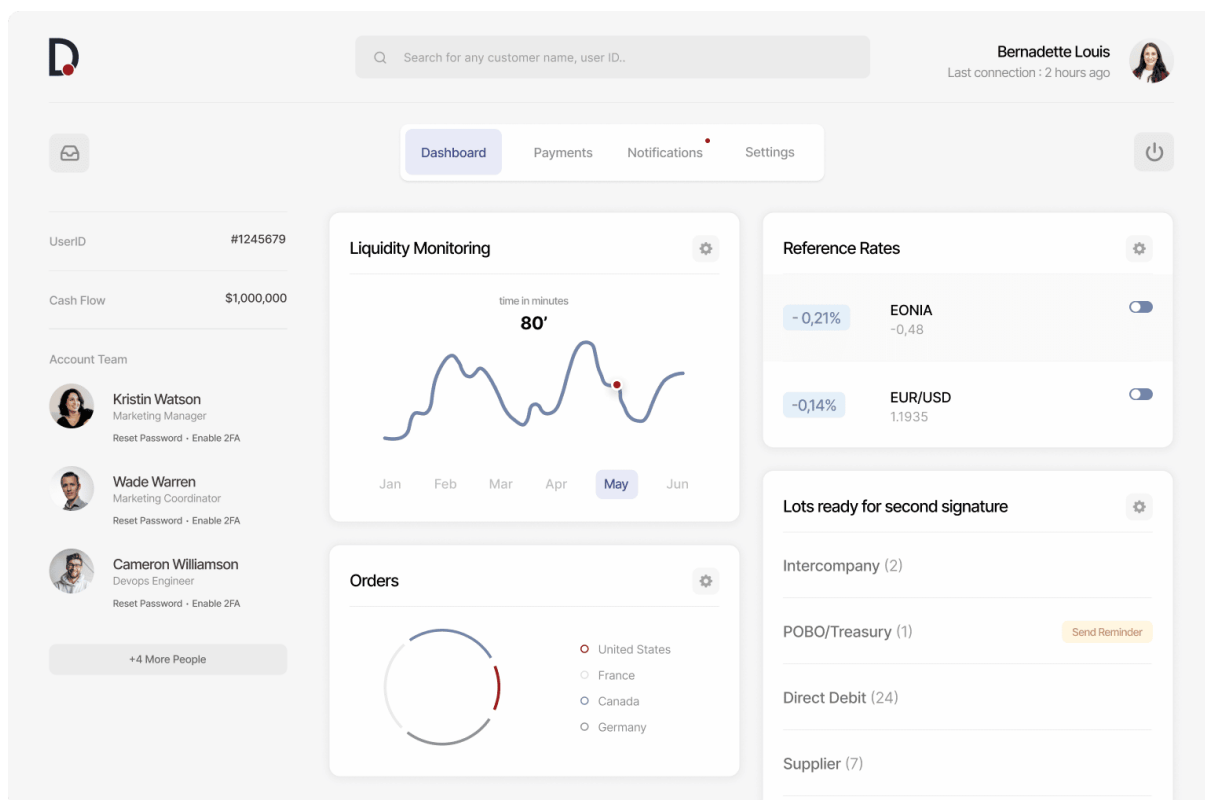 D.
Search for any customer name, user ID..
Bernadette Louis
Last connection : 2 hours ago
Dashboard
Payments
Notifications
Settings
UserID
#1245679
Cash Flow
$1,000,000
Account Team
Kristin Watson
Marketing Manager
Reset Password • Enable 2FA
Wade Warren
Marketing Coordinator
Reset Password • Enable 2FA
Cameron Williamson
Devops Engineer
Reset Password • Enable 2FA
+4 More People
Liquidity Monitoring
time in minutes
80’
Jan
Feb
Mar
Apr
May
Jun
Orders
United States
France
Canada
Germany
Reference Rates
- 0,21%
EONIA
-0,48
-0,14%
EUR/USD
1.1935
Lots ready for second signature
Intercompany (2)
POBO/Treasury (1)
Send Reminder
Direct Debit (24)
Supplier (7)